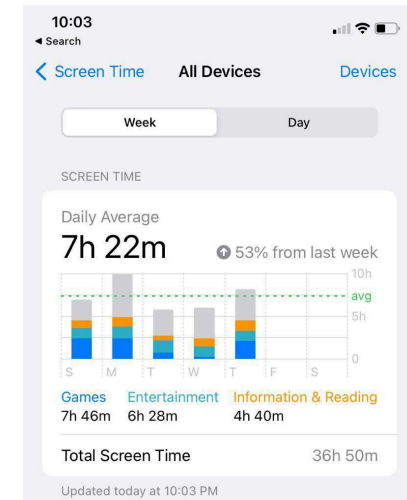 10:03
◀ Search
Screen Time All Devices Devices
Week Day
SCREEN TIME
Daily Average
7h 22m 53% from last week
10h
avg
5h
0
S M T W T F S
Games Entertainment Information & Reading
7h 46m 6h 28m 4h 40m
Total Screen Time 36h 50m
Updated today at 10:03 PM